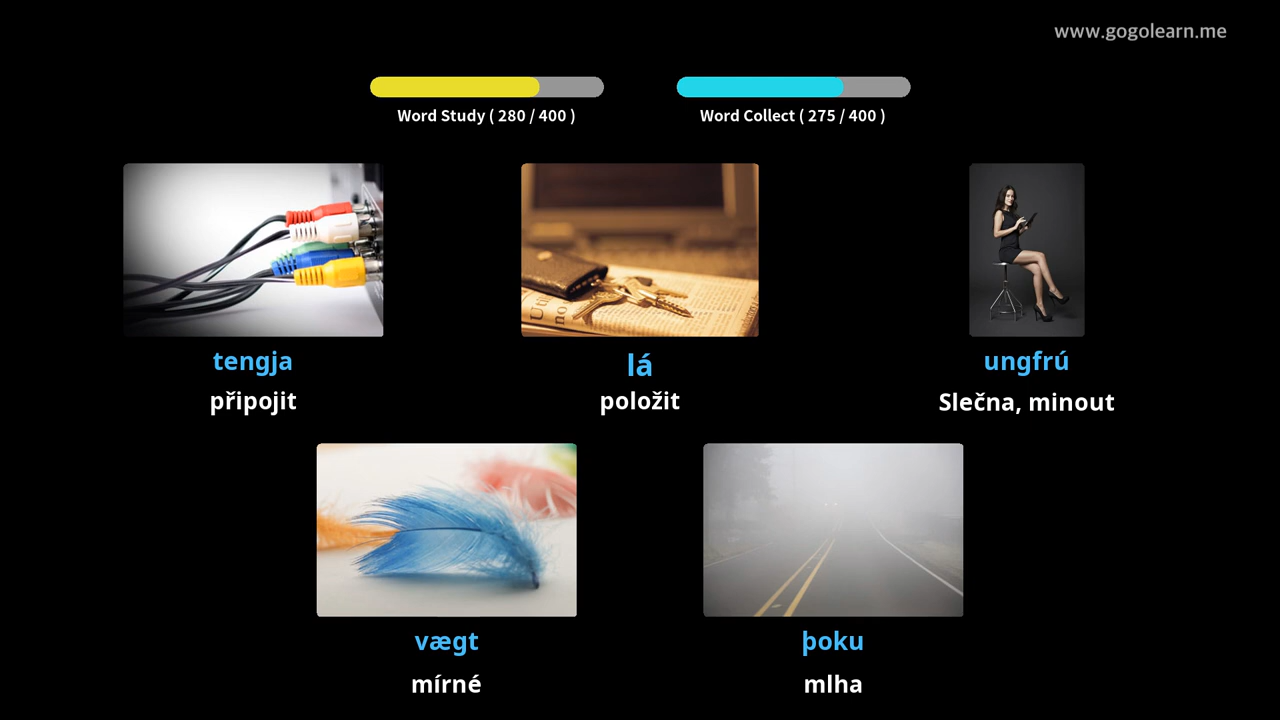 www.gogolearn.me
Word Study ( 280 / 400 )
Word Collect ( 275 / 400 )
tengja
připojit
lá
položit
ungfrú
Slečna, minout
vægt
mírné
þoku
mlha